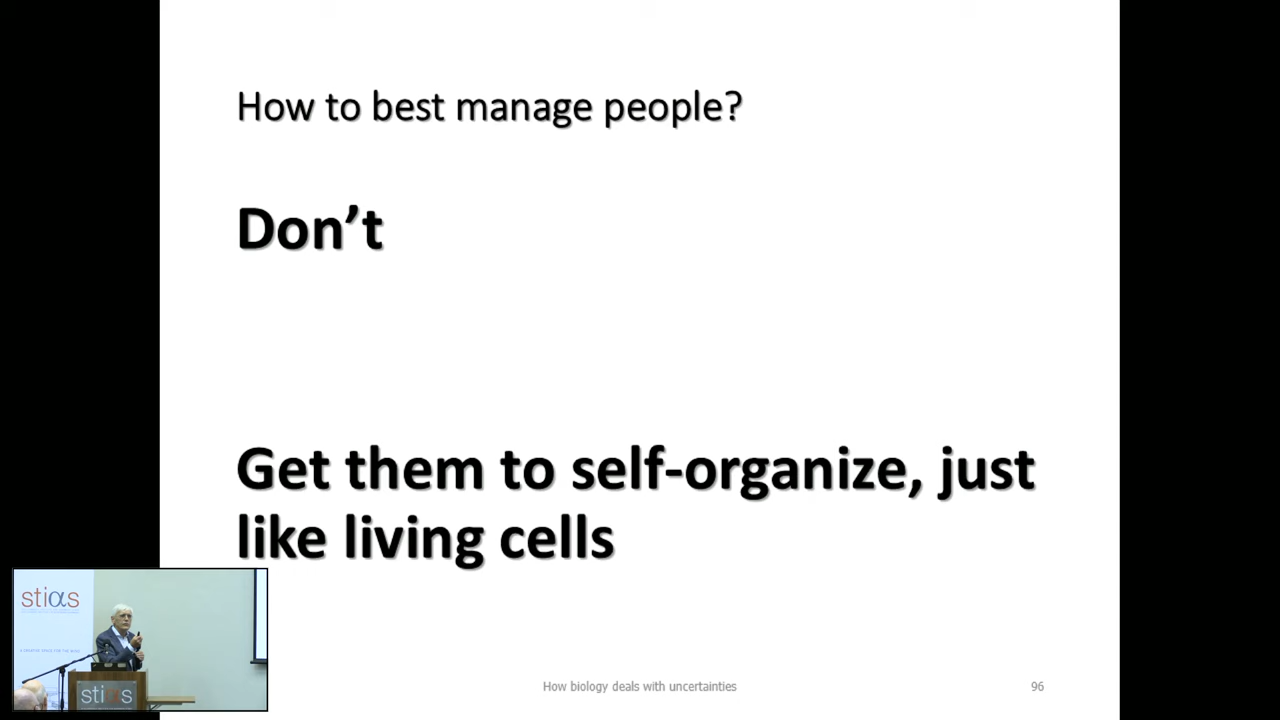 How to best manage people?
Don't
Get them to self-organize, just
like living cells
stiαs
stias
How biology deals with uncertainties
96